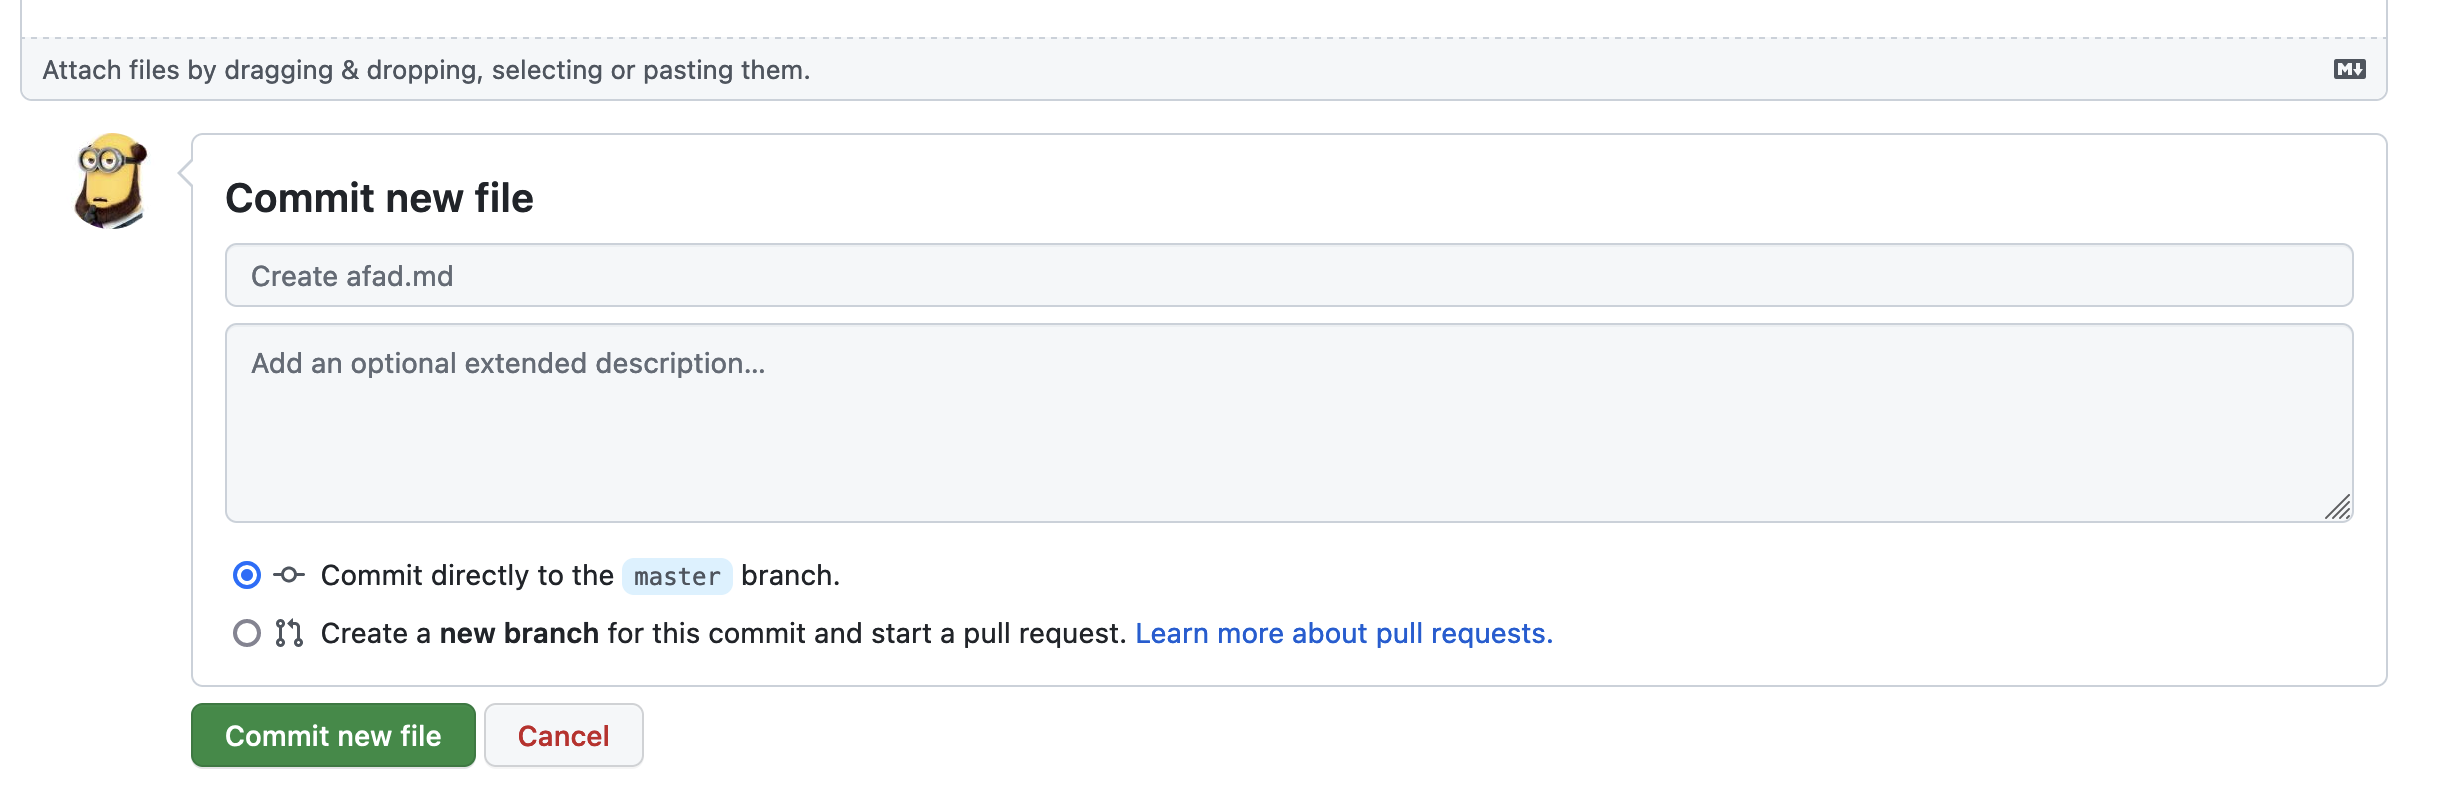 Attach files by dragging & dropping, selecting or pasting them.
M
Commit new file
Create afad.md
Add an optional extended description...
Commit directly to the master branch.
Create a new branch for this commit and start a pull request. Learn more about pull requests.
Commit new file
Cancel